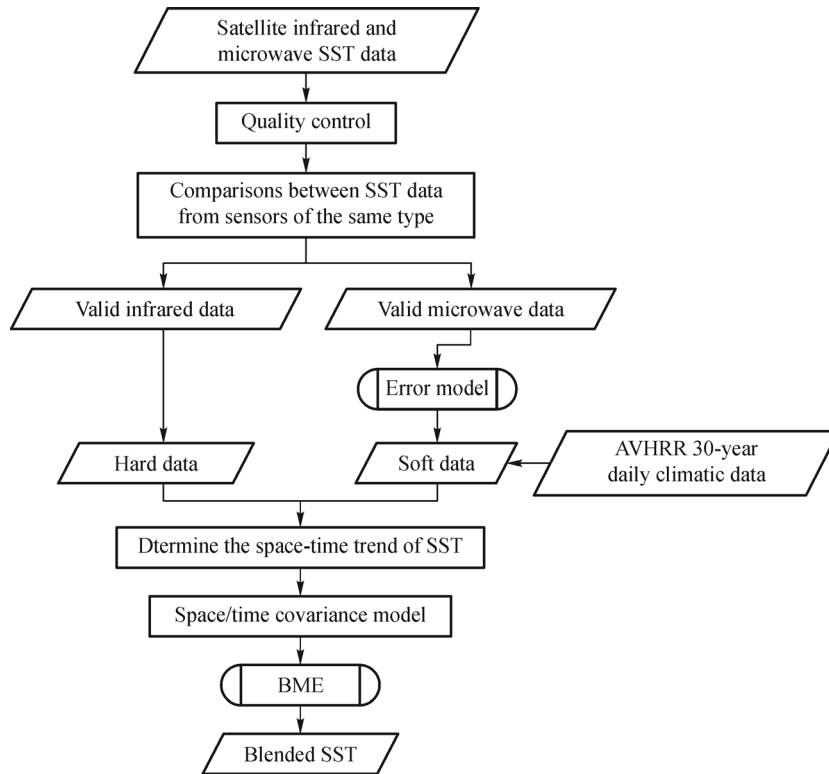 Satellite infrared and
microwave SST data
Quality control
Comparisons between SST data
from sensors of the same type
Valid infrared data
Valid microwave data
Error model
Hard data
Soft data
AVHRR 30-year
daily climatic data
Dtermine the space-time trend of SST
Space/time covariance model
BME
Blended SST